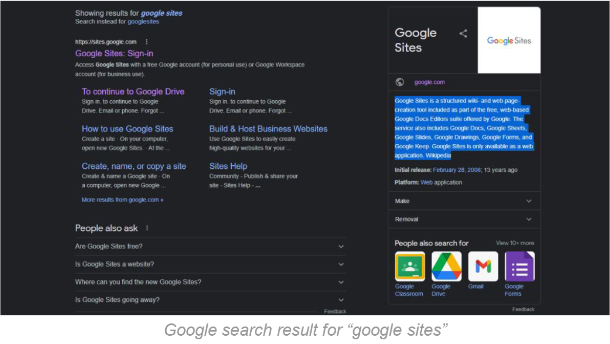 Showing results for google sites
Search instead for googlesites
https://sites.google.com
Google Sites: Sign-in
Access Google Sites with a free Google account (for personal use) or Google Workspace
account (for business use).
To continue to Google Drive
Sign in. to continue to Google
Drive. Email or phone. Forgot ...
Sign-in
Sign in. to continue to Google
Drive. Email or phone. Forgot ...
How to use Google Sites
Create a site · On your computer,
open new Google Sites. · At the ...
Build & Host Business Websites
Use Google Sites to easily create
high-quality websites for your ...
Create, name, or copy a site
Create & name a Google site · On
a computer, open new Google ...
Sites Help
Community - Publish & share your
site - Sites Help - ...
More results from google.com »
People also ask
Are Google Sites free?
Is Google Sites a website?
Where can you find the new Google Sites?
Is Google Sites going away?
Feedback
Google
Sites
Google Sites
google.com
Google Sites is a structured wiki- and web page-
creation tool included as part of the free, web-based
Google Docs Editors suite offered by Google. The
service also includes Google Docs, Google Sheets,
Google Slides, Google Drawings, Google Forms, and
Google Keep. Google Sites is only available as a web
application. Wikipedia
Initial release: February 28, 2008; 13 years ago
Platform: Web application
Make
Removal
People also search for
View 10+ more
Google
Classroom
Google
Drive
Gmail
Google
Forms
Feedback
Google search result for “google sites”